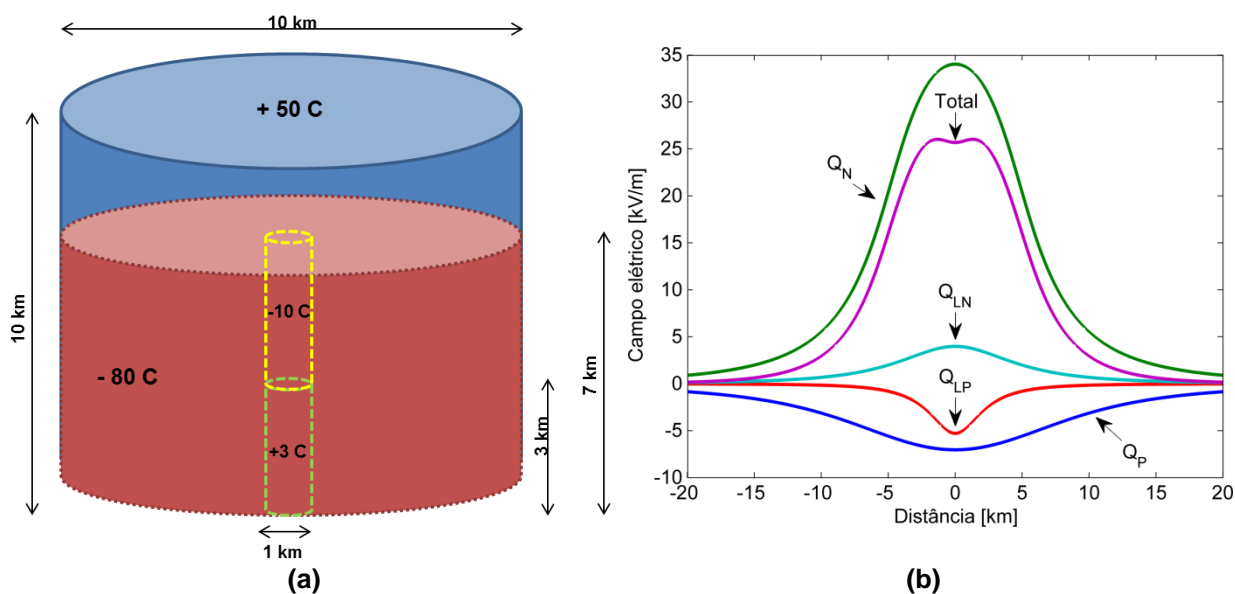 10 km
+ 50 C
10 km
-10 C
- 80 C
+3 C
3 km
7 km
1 km
(a)
35
30
25
20
15
10
5
0
-5
-10
Campo elétrico [kV/m]
Total
Q_N
Q_LN
Q_LP
Q_P
-20 -15 -10 -5 0 5 10 15 20
Distância [km]
(b)